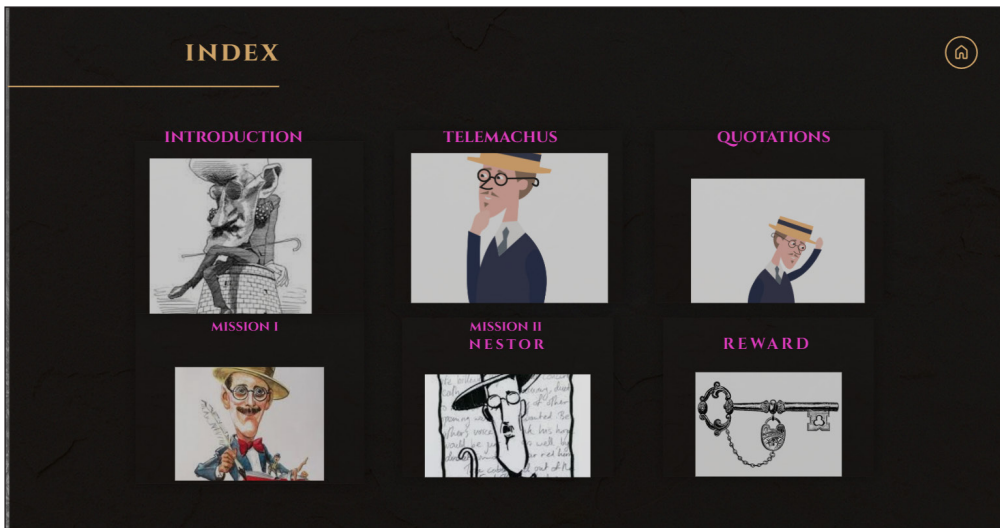 INDEX
INTRODUCTION
TELEMACHUS
QUOTATIONS
MISSION I
MISSION II
NESTOR
REWARD